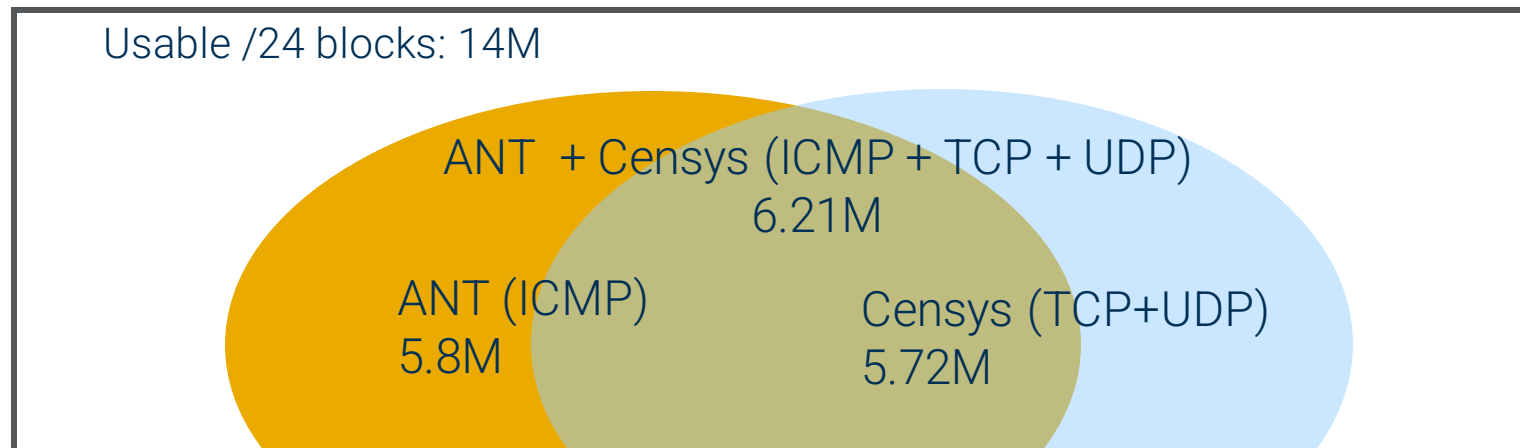 Usable /24 blocks: 14M
ANT + Censys (ICMP + TCP + UDP)
6.21M
ANT (ICMP)
5.8M
Censys (TCP+UDP)
5.72M